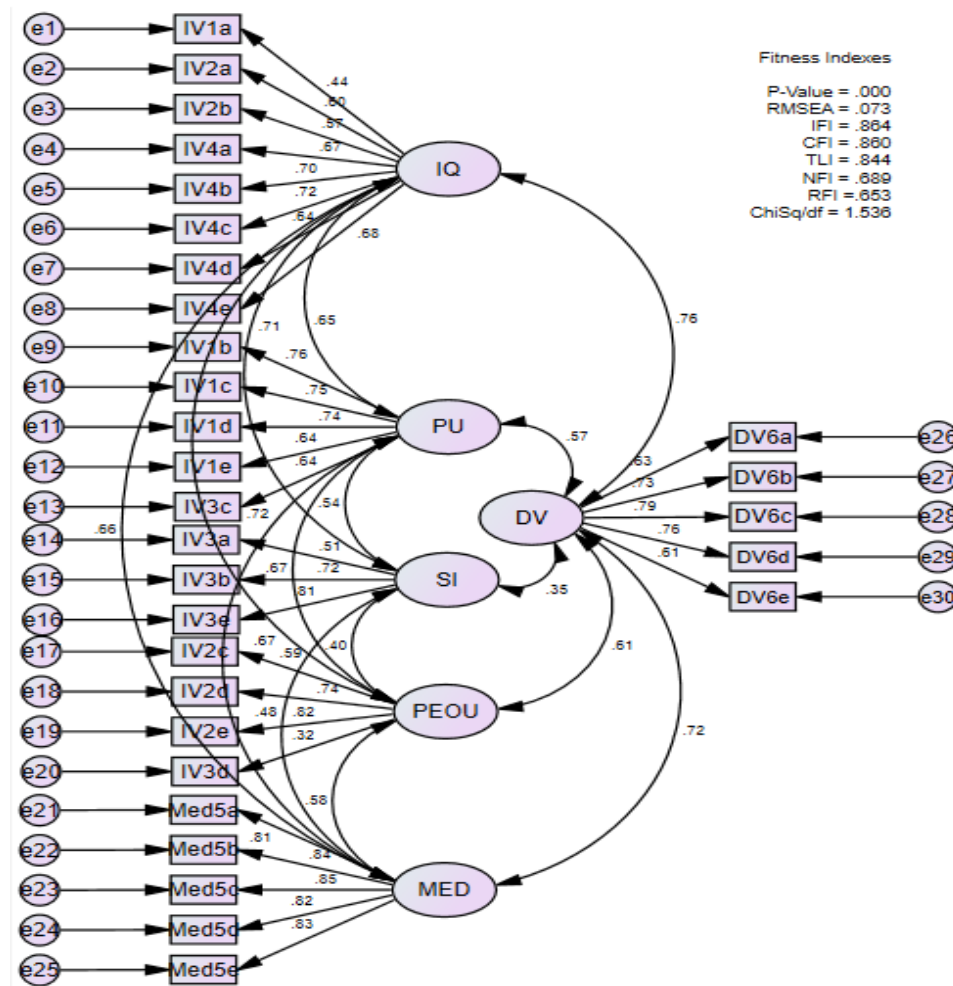 Fitness Indexes
P-Value = .000
RMSEA = .073
IFI = .864
CFI = .860
TLI = .844
NFI = .689
RFI =.653
ChiSq/df = 1.536
e1 IV1a
e2 IV2a
e3 IV2b
e4 IV4a
e5 IV4b
e6 IV4c
e7 IV4d
e8 IV4e
e9 IV1b
e10 IV1c
e11 IV1d
e12 IV1e
e13 IV3c
e14 IV3a
e15 IV3b
e16 IV3e
e17 IV2c
e18 IV2d
e19 IV2e
e20 IV3d
e21 Med5a
e22 Med5b
e23 Med5c
e24 Med5d
e25 Med5e
.44
.60
.57
.67
.70
.72
.64
.68
IQ
.71
.65
.76
.76
.75
.74
.64
.72
PU
.57
.54
DV
.63
.73
.79
.76
.61
DV6a e26
DV6b e27
DV6c e28
DV6d e29
DV6e e30
.66
.51
.72
.81
.67
SI
.35
.67
.59
.40
.74
.82
.32
.48
PEOU
.61
.58
.72
.81
.84
.85
.82
.83
MED